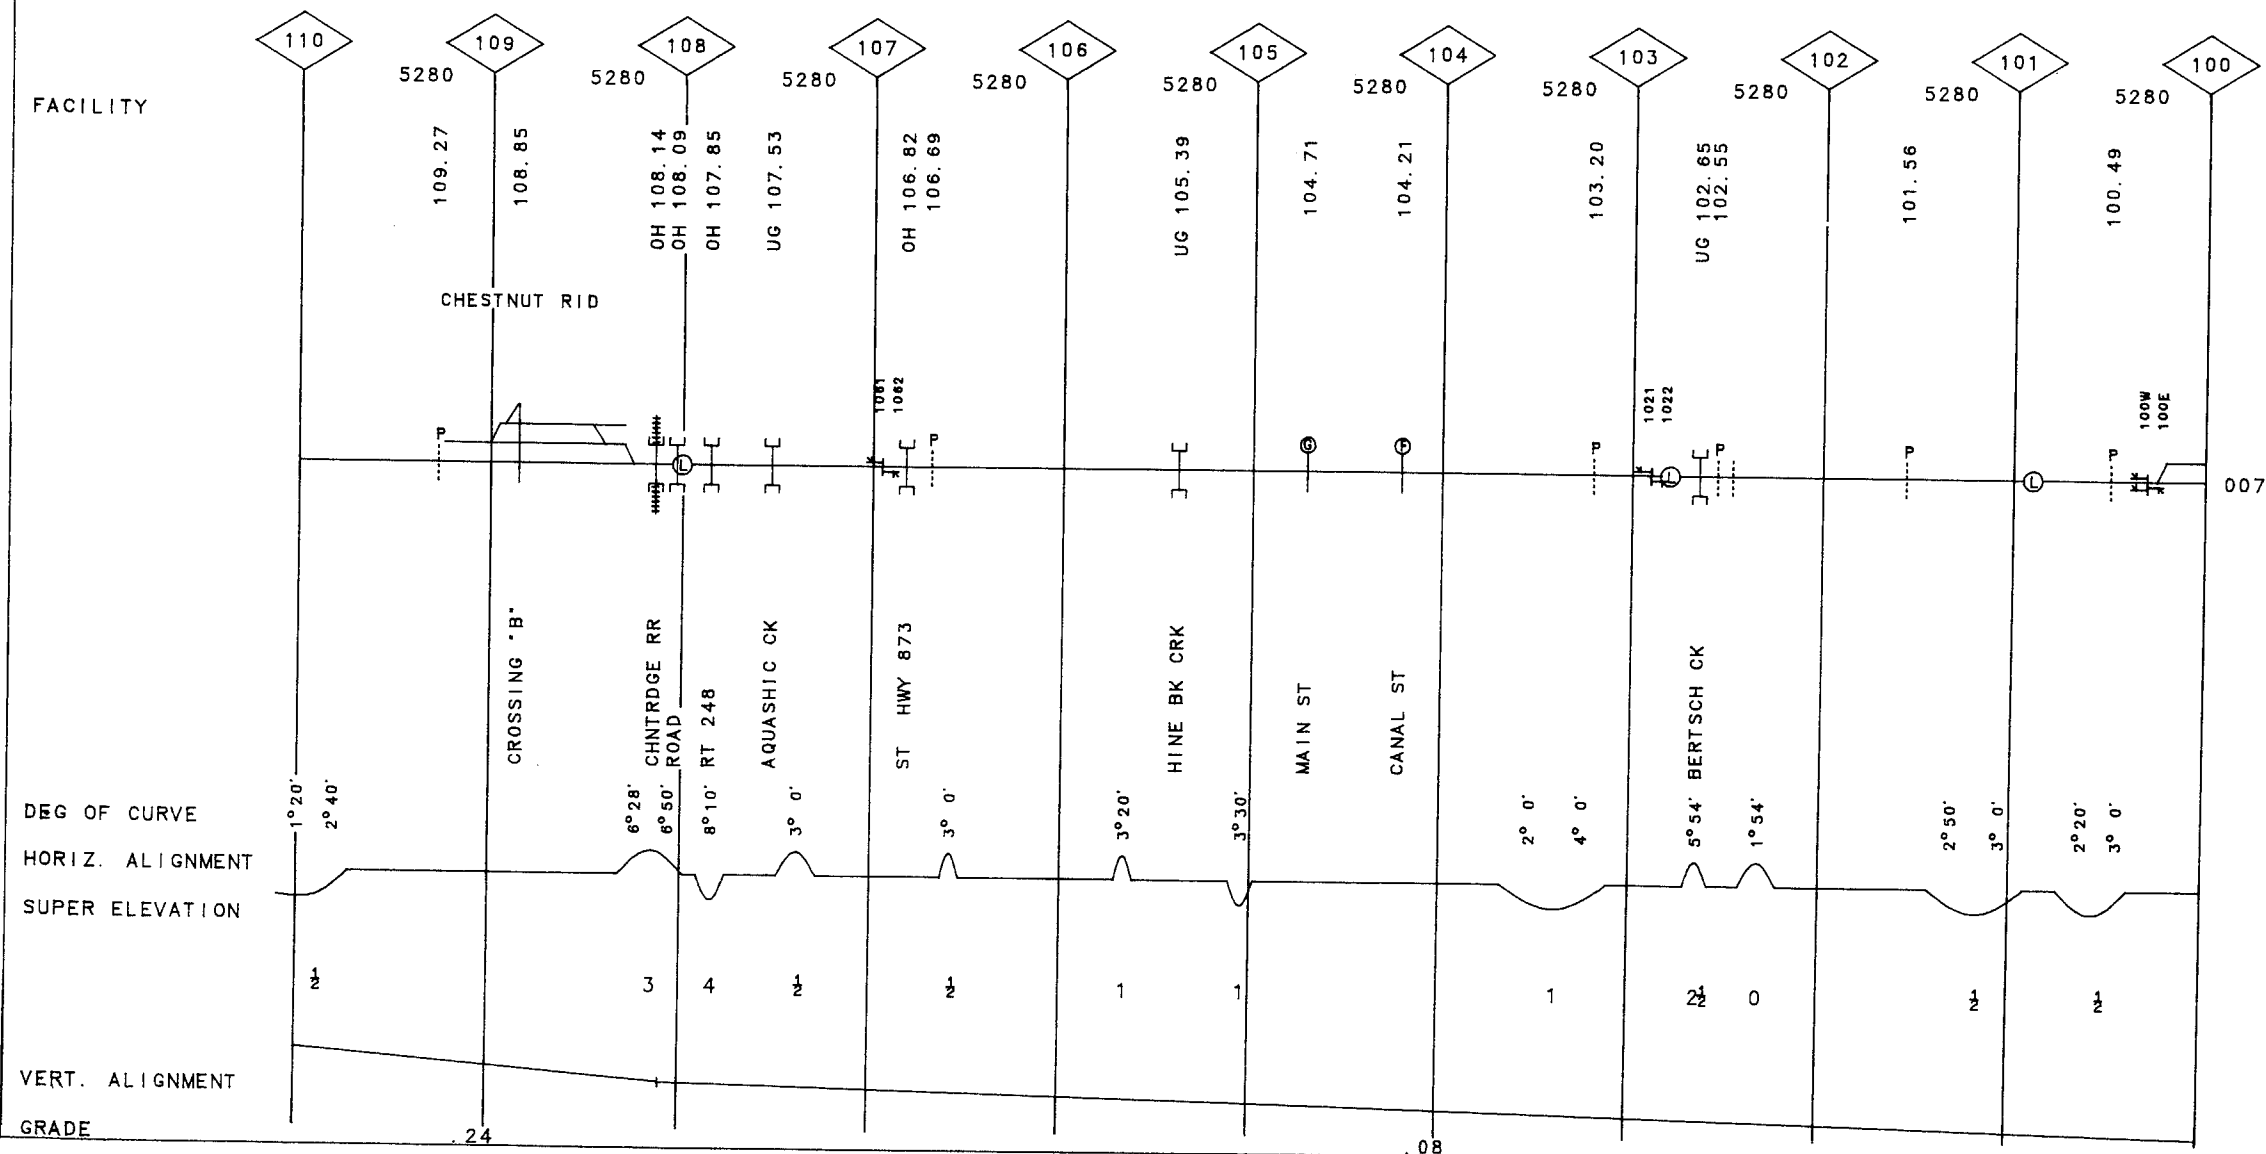 110 109 108 107 106 105 104 103 102 101 100
5280 5280 5280 5280 5280 5280 5280 5280 5280 5280
FACILITY
109.27
108.85
OH 108.14
OH 108.09
OH 107.85
UG 107.53
OH 106.82
106.69
UG 105.39
104.71
104.21
103.20
UG 102.65
102.55
101.56
100.49
CHESTNUT RID
1061
1062
1021
1022
100W
100E
P
P
G
F
P
P
P
P
L
L
L
007
CROSSING "B"
CHNTRDGE RR
ROAD
RT 248
AQUASHIC CK
ST HWY 873
HINE BK CRK
MAIN ST
CANAL ST
BERTSCH CK
DEG OF CURVE
1°20'
2°40'
6°28'
6°50'
8°10'
3° 0'
3° 0'
3°20'
3°30'
2° 0'
4° 0'
5°54'
1°54'
2°50'
3° 0'
2°20'
3° 0'
HORIZ. ALIGNMENT
SUPER ELEVATION
½ 3 4 ½ ½ 1 1 1 2½ 0 ½ ½
VERT. ALIGNMENT
GRADE
.24 .08